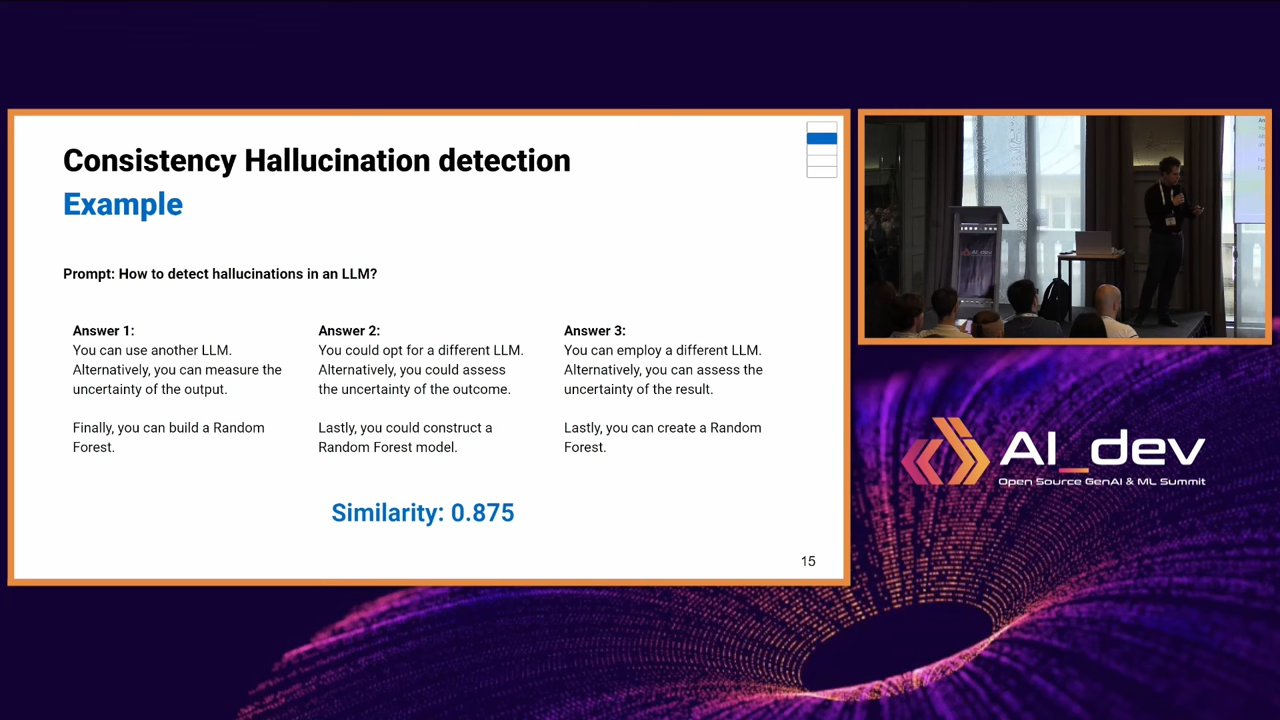 Consistency Hallucination detection
Example
Prompt: How to detect hallucinations in an LLM?
Answer 1:
You can use another LLM.
Alternatively, you can measure the
uncertainty of the output.
Finally, you can build a Random
Forest.
Answer 2:
You could opt for a different LLM.
Alternatively, you could assess
the uncertainty of the outcome.
Lastly, you could construct a
Random Forest model.
Answer 3:
You can employ a different LLM.
Alternatively, you can assess the
uncertainty of the result.
Lastly, you can create a Random
Forest.
Similarity: 0.875
15
AI_dev
Open Source GenAI & ML Summit